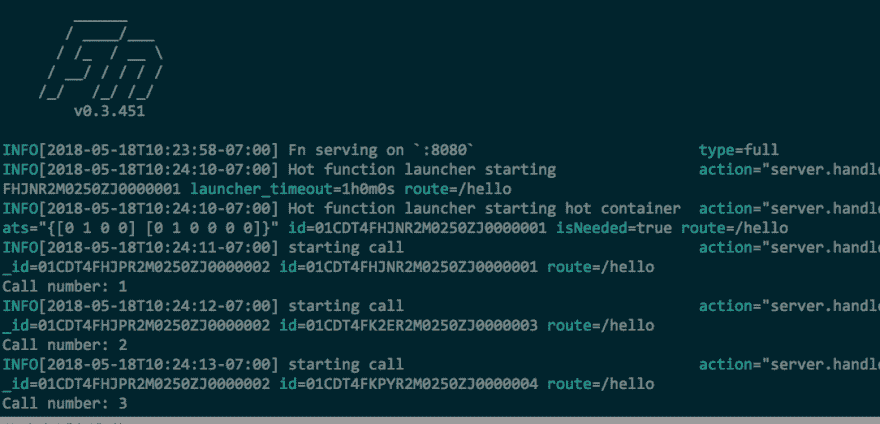 Fn
v0.3.451
INFO[2018-05-18T10:23:58-07:00] Fn serving on `:8080` type=full
INFO[2018-05-18T10:24:10-07:00] Hot function launcher starting action="server.handle
FHJNR2M0250ZJ0000001 launcher_timeout=1h0m0s route=/hello
INFO[2018-05-18T10:24:10-07:00] Hot function launcher starting hot container action="server.handle
ats="{[0 1 0 0] [0 1 0 0 0 0]}" id=01CDT4FHJNR2M0250ZJ0000001 isNeeded=true route=/hello
INFO[2018-05-18T10:24:11-07:00] starting call action="server.handle
_id=01CDT4FHJPR2M0250ZJ0000002 id=01CDT4FHJNR2M0250ZJ0000001 route=/hello
Call number: 1
INFO[2018-05-18T10:24:12-07:00] starting call action="server.handle
_id=01CDT4FHJPR2M0250ZJ0000002 id=01CDT4FK2ER2M0250ZJ0000003 route=/hello
Call number: 2
INFO[2018-05-18T10:24:13-07:00] starting call action="server.handle
_id=01CDT4FHJPR2M0250ZJ0000002 id=01CDT4FKPYR2M0250ZJ0000004 route=/hello
Call number: 3